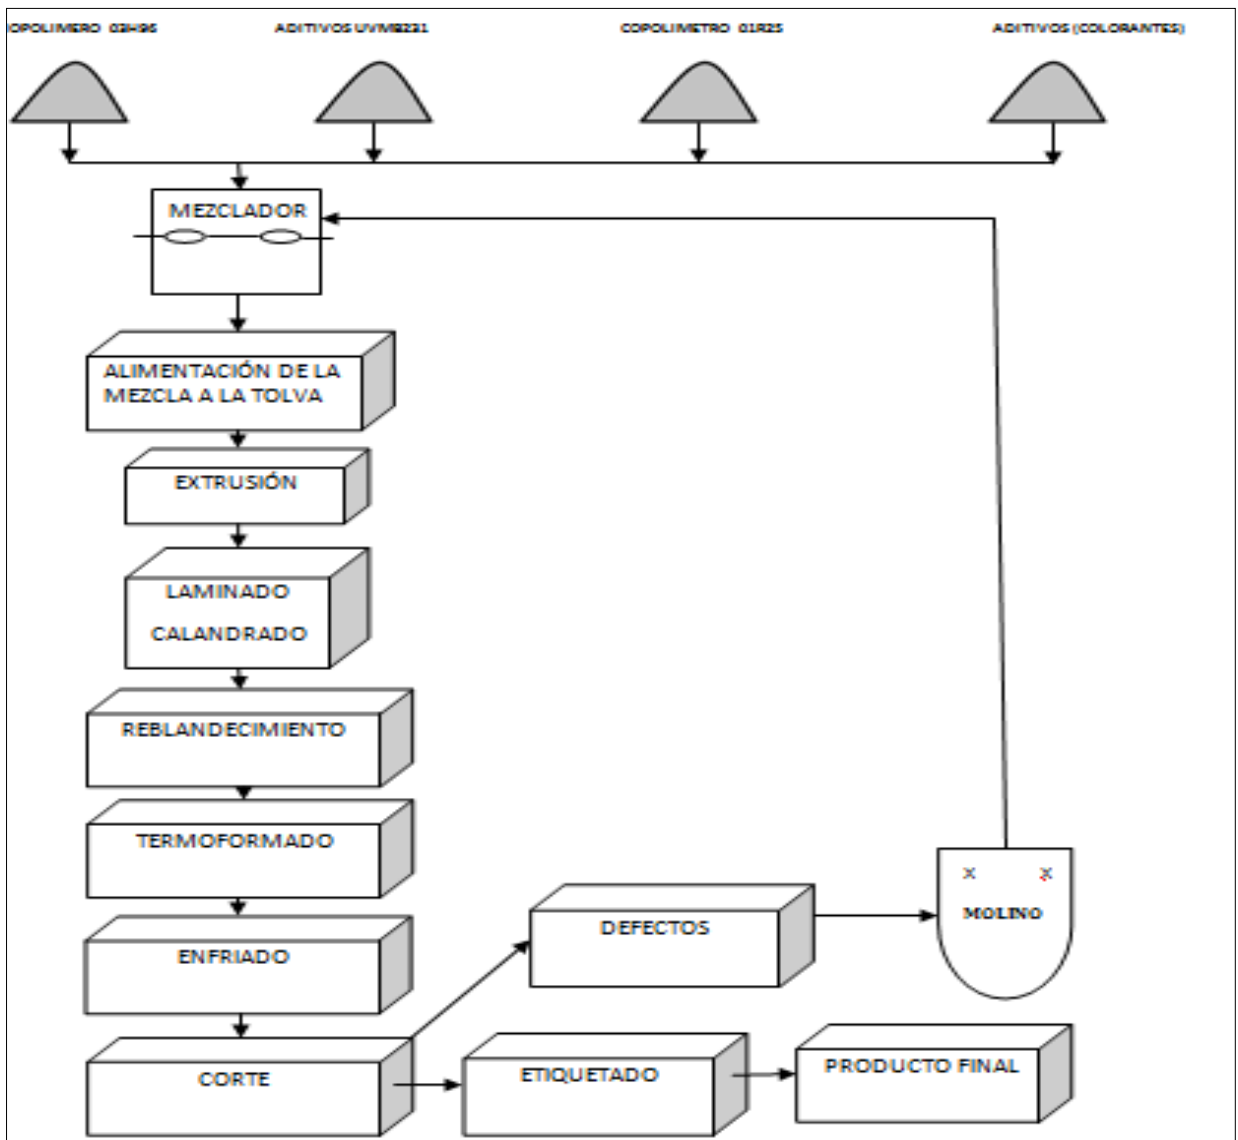 OPOLIMERO 03H96
ADITIVOS UVMB231
COPOLIMETRO 01R25
ADITIVOS (COLORANTES)
MEZCLADOR
ALIMENTACIÓN DE LA
MEZCLA A LA TOLVA
EXTRUSIÓN
LAMINADO
CALANDRADO
REBLANDECIMIENTO
TERMOFORMADO
ENFRIADO
DEFECTOS
X X
MOLINO
CORTE
ETIQUETADO
PRODUCTO FINAL